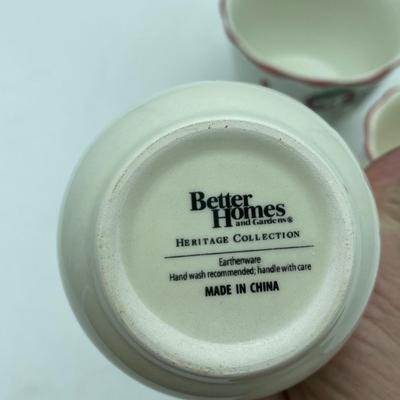 Better
Homes
and Gardens®
HERITAGE COLLECTION
Earthenware
Hand wash recommended; handle with care
MADE IN CHINA